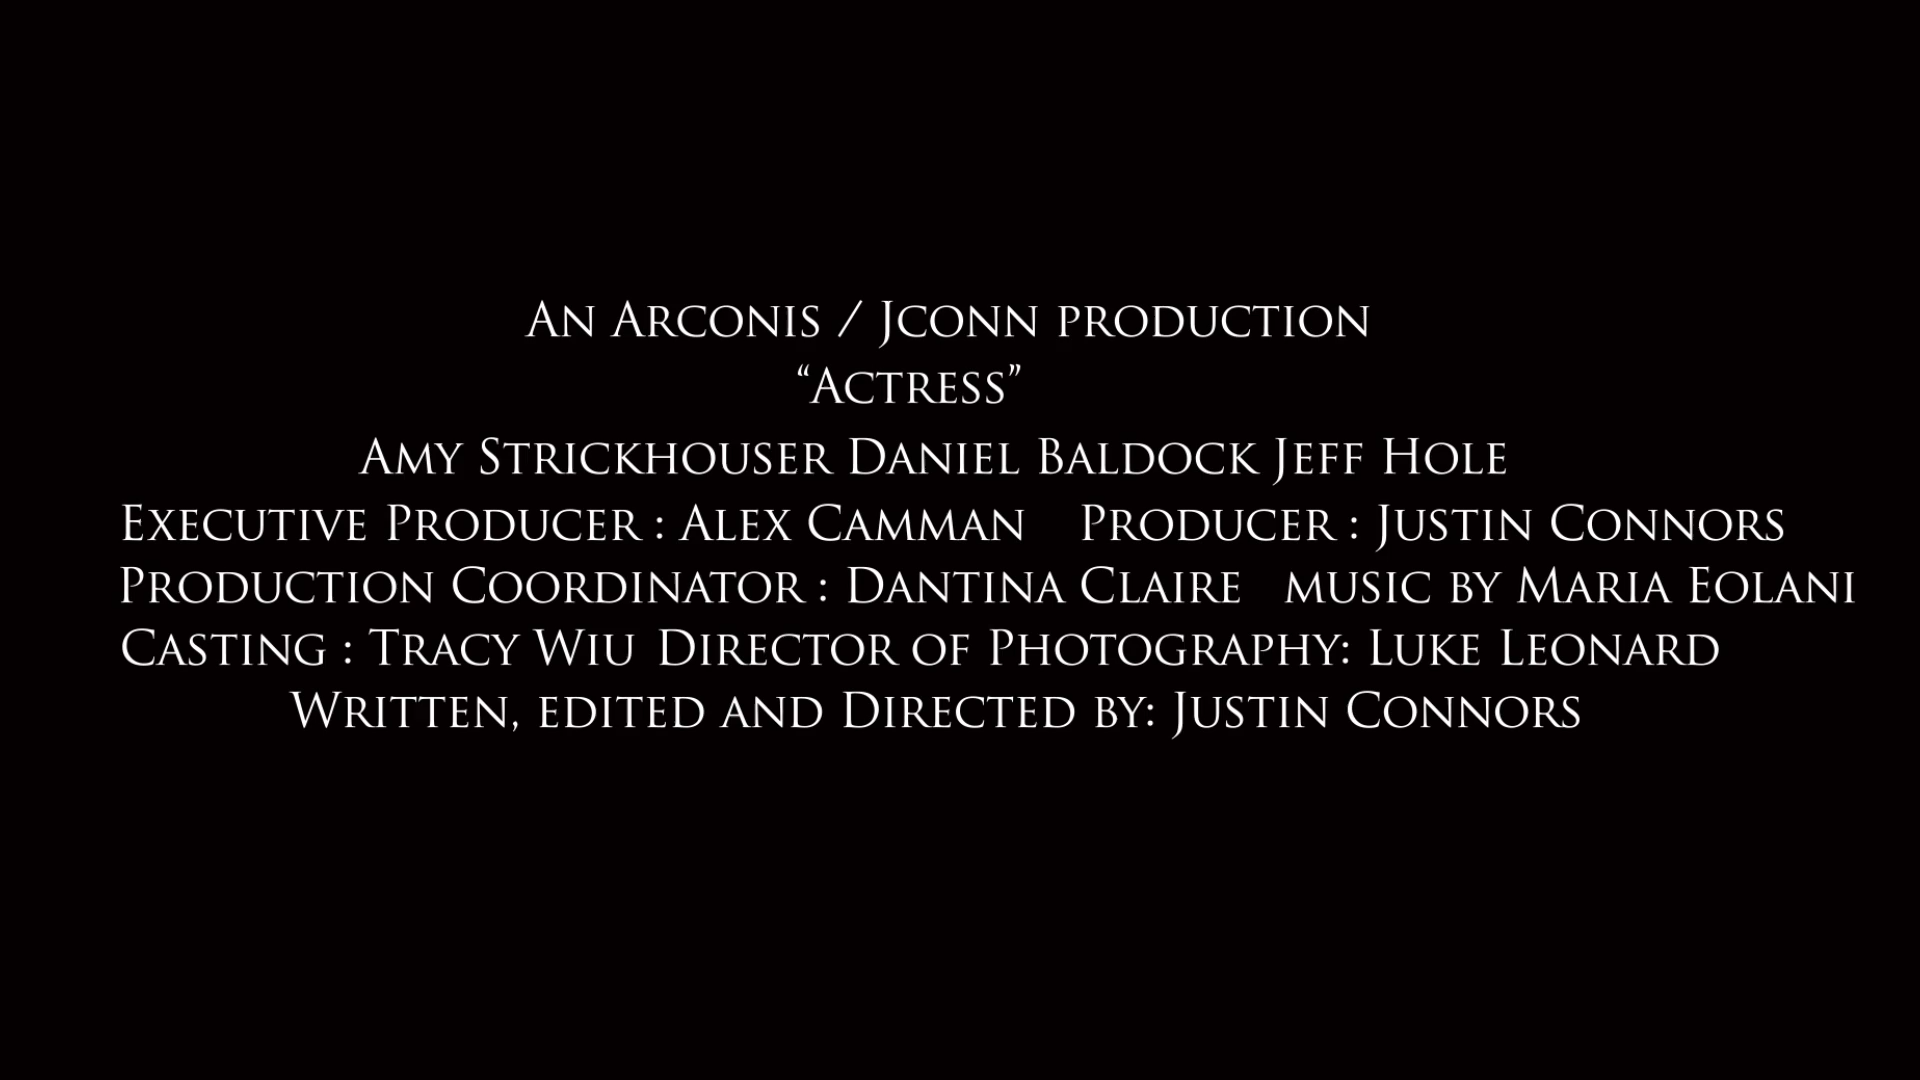 An Arconis / Jconn production
“Actress”
Amy Strickhouser Daniel Baldock Jeff Hole
Executive Producer : Alex Camman Producer : Justin Connors
Production Coordinator : Dantina Claire music by Maria Eolani
Casting : Tracy Wiu Director of Photography: Luke Leonard
Written, edited and Directed by: Justin Connors